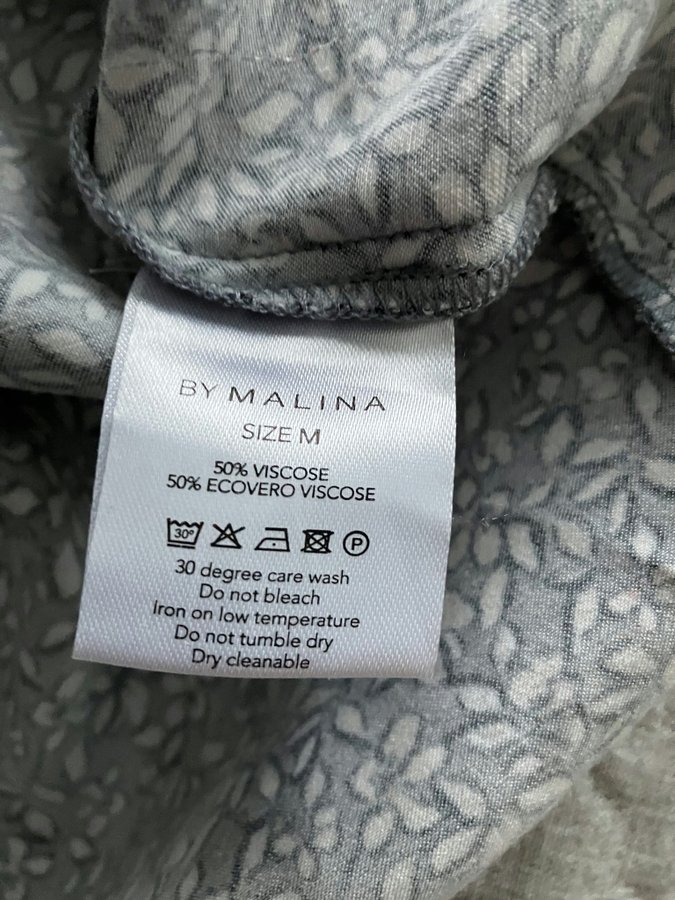 BY MALINA
SIZE M
50% VISCOSE
50% ECOVERO VISCOSE
30° P
30 degree care wash
Do not bleach
Iron on low temperature
Do not tumble dry
Dry cleanable